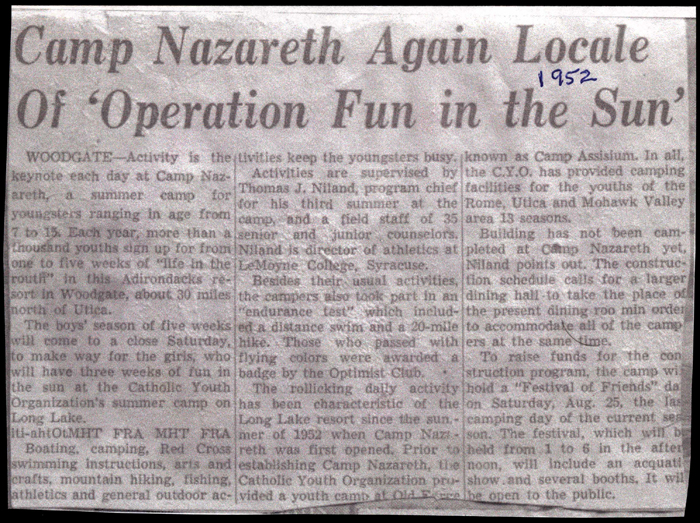 Camp Nazareth Again Locale
1952
Of 'Operation Fun in the Sun'
WOODGATE—Activity is the
keynote each day at Camp Naz-
areth, a summer camp for
youngsters ranging in age from
7 to 15. Each year, more than a
thousand youths sign up for from
one to five weeks of "life in the
routh" in this Adirondacks re-
sort in Woodgate, about 30 miles
north of Utica.
The boys' season of five weeks
will come to a close Saturday,
to make way for the girls, who
will have three weeks of fun in
the sun at the Catholic Youth
Organization's summer camp on
Long Lake.
iti-ahtOtMHT FRA MHT FRA
Boating, camping, Red Cross
swimming instructions, arts and
crafts, mountain hiking, fishing,
athletics and general outdoor ac-
tivities keep the youngsters busy.
Activities are supervised by
Thomas J. Niland, program chief
for his third summer at the
camp, and a field staff of 35
senior and junior counselors.
Niland is director of athletics at
LeMoyne College, Syracuse.
Besides their usual activities,
the campers also took part in an
"endurance test" which includ-
ed a distance swim and a 20-mile
hike. Those who passed with
flying colors were awarded a
badge by the Optimist Club.
The rollicking daily activity
has been characteristic of the
Long Lake resort since the sum-
mer of 1952 when Camp Naza-
reth was first opened. Prior to
establishing Camp Nazareth, the
Catholic Youth Organization pro-
vided a youth camp at Old Forge
known as Camp Assisium. In all,
the C.Y.O. has provided camping
facilities for the youths of the
Rome, Utica and Mohawk Valley
area 13 seasons.
Building has not been cam-
pleted at Camp Nazareth yet,
Niland points out. The construc-
tion schedule calls for a larger
dining hall to take the place of
the present dining roo min order
to accommodate all of the camp
ers at the same time.
To raise funds for the con
struction program, the camp wi
hold a "Festival of Friends" da
on Saturday, Aug. 25, the las
camping day of the current sea
son. The festival, which will b
held from 1 to 6 in the after
noon, will include an acquati
show and several booths. It will
be open to the public.